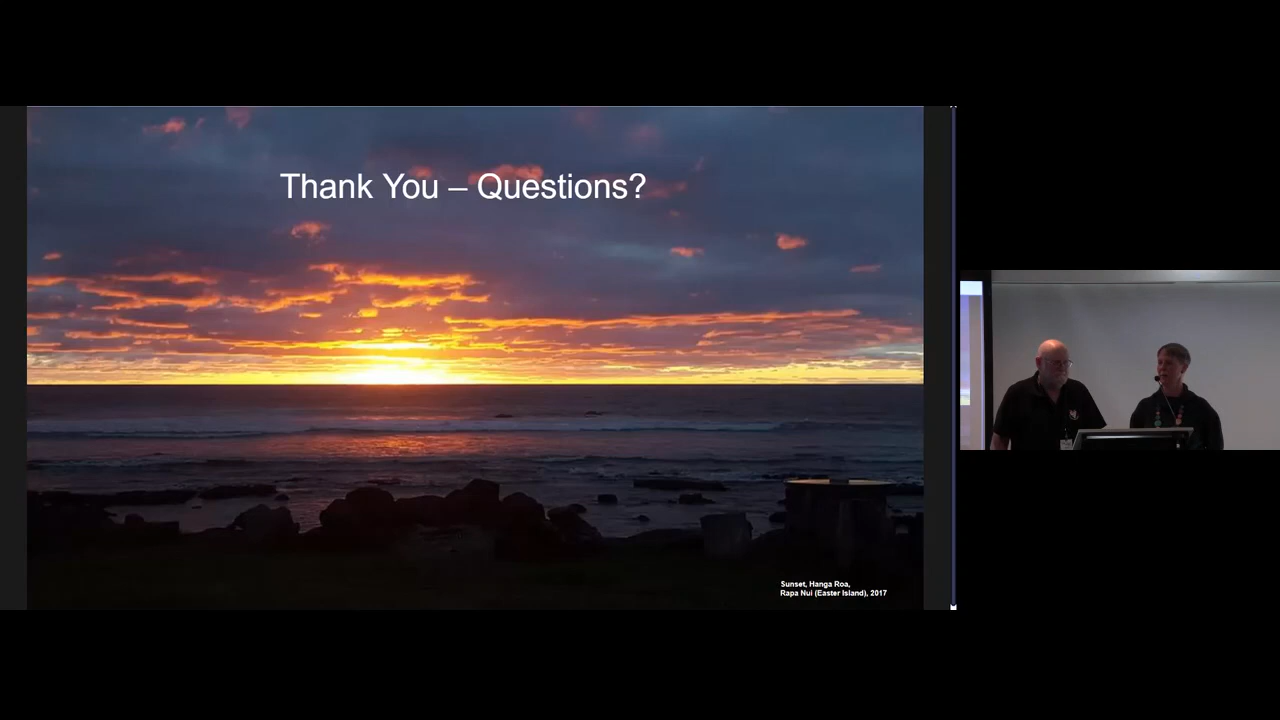 Thank You – Questions?
Sunset, Hanga Roa,
Rapa Nui (Easter Island), 2017